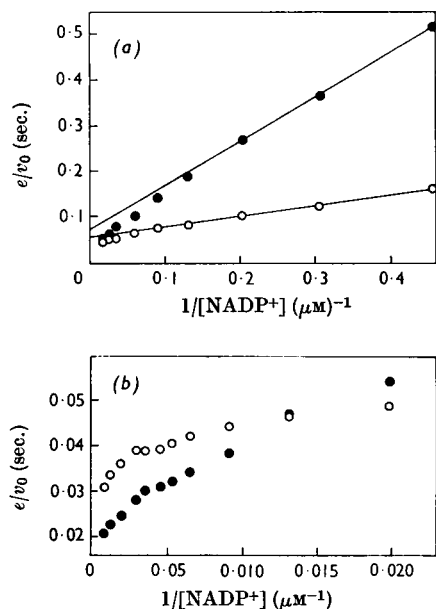 (a)
0·5
0·4
0·3
0·2
0·1
e/v₀ (sec.)
0 0·1 0·2 0·3 0·4
1/[NADP⁺] (μM)⁻¹
(b)
0·05
0·04
0·03
0·02
e/v₀ (sec.)
0 0·005 0·010 0·015 0·020
1/[NADP⁺] (μM⁻¹)